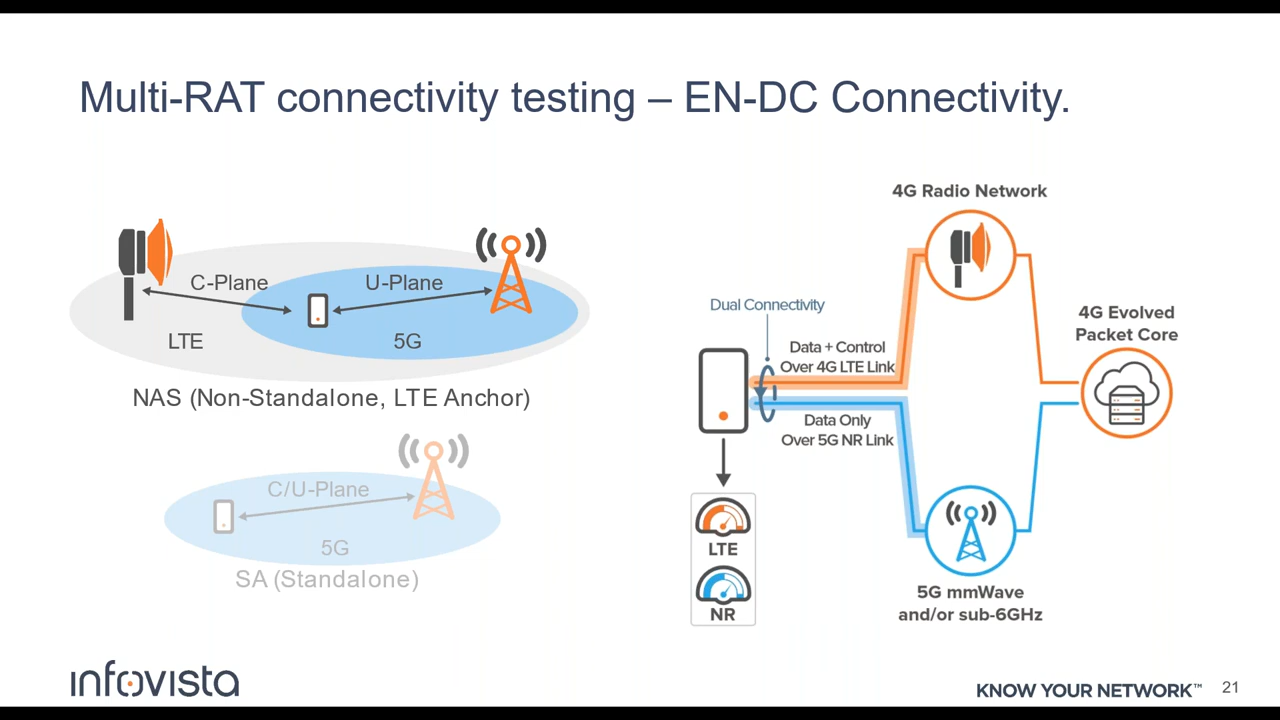 Multi-RAT connectivity testing – EN-DC Connectivity.
C-Plane
U-Plane
LTE
5G
NAS (Non-Standalone, LTE Anchor)
C/U-Plane
5G
SA (Standalone)
4G Radio Network
Dual Connectivity
Data + Control
Over 4G LTE Link
Data Only
Over 5G NR Link
4G Evolved
Packet Core
LTE
NR
5G mmWave
and/or sub-6GHz
infovista
KNOW YOUR NETWORK™
21